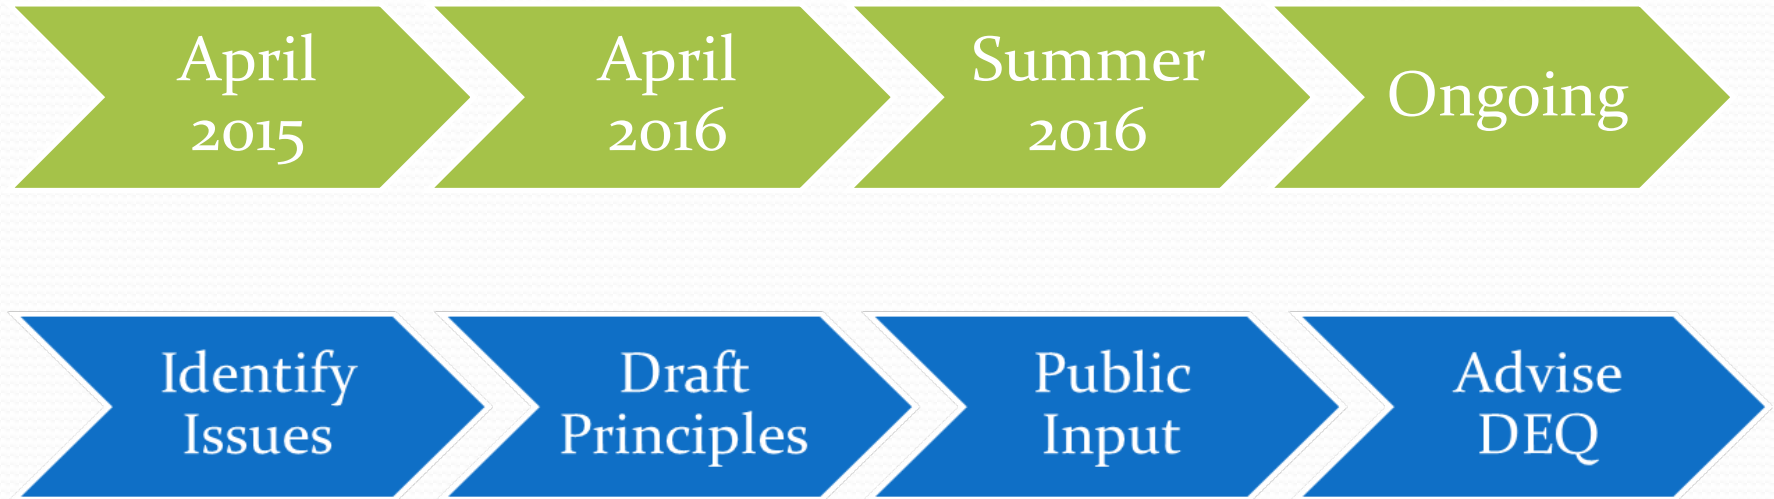 April
2015
April
2016
Summer
2016
Ongoing
Identify
Issues
Draft
Principles
Public
Input
Advise
DEQ